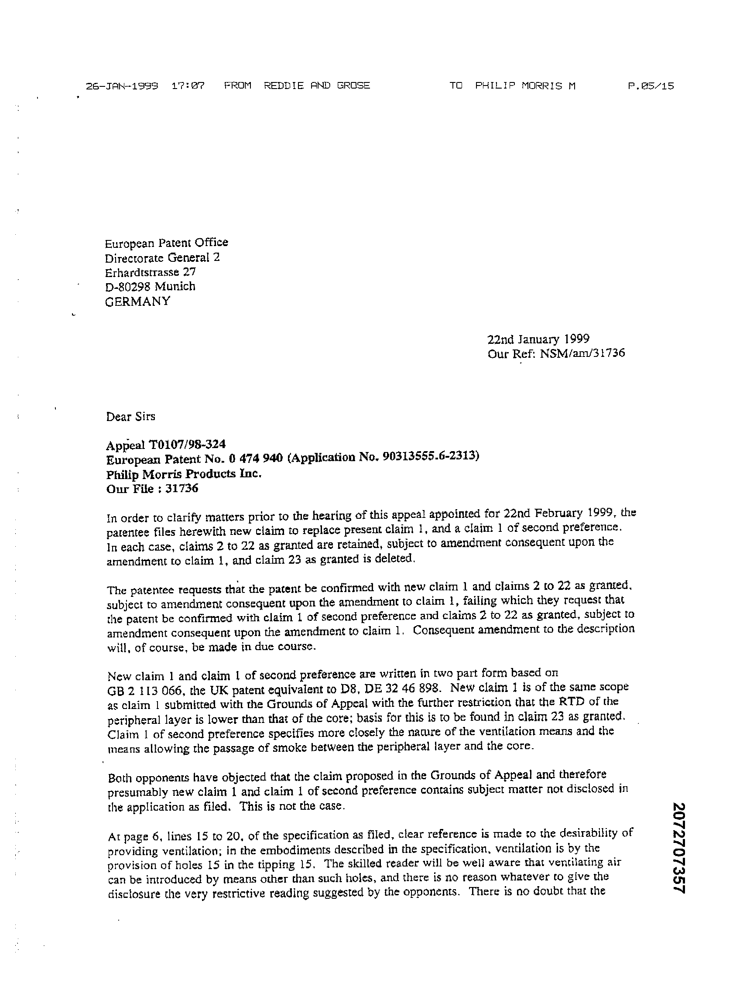 26-JAN-1999 17:07 FROM REDDIE AND GROSE TO PHILIP MORRIS M P.05/15
European Patent Office
Directorate General 2
Erhardtstrasse 27
D-80298 Munich
GERMANY
22nd January 1999
Our Ref: NSM/am/31736
Dear Sirs
Appeal T0107/98-324
European Patent No. 0 474 940 (Application No. 90313555.6-2313)
Philip Morris Products Inc.
Our File : 31736
In order to clarify matters prior to the hearing of this appeal appointed for 22nd February 1999, the
patentee files herewith new claim to replace present claim 1, and a claim 1 of second preference.
In each case, claims 2 to 22 as granted are retained, subject to amendment consequent upon the
amendment to claim 1, and claim 23 as granted is deleted.
The patentee requests that the patent be confirmed with new claim 1 and claims 2 to 22 as granted,
subject to amendment consequent upon the amendment to claim 1, failing which they request that
the patent be confirmed with claim 1 of second preference and claims 2 to 22 as granted, subject to
amendment consequent upon the amendment to claim 1. Consequent amendment to the description
will, of course, be made in due course.
New claim 1 and claim 1 of second preference are written in two part form based on
GB 2 113 066, the UK patent equivalent to D8, DE 32 46 898. New claim 1 is of the same scope
as claim 1 submitted with the Grounds of Appeal with the further restriction that the RTD of the
peripheral layer is lower than that of the core; basis for this is to be found in claim 23 as granted.
Claim 1 of second preference specifies more closely the nature of the ventilation means and the
means allowing the passage of smoke between the peripheral layer and the core.
Both opponents have objected that the claim proposed in the Grounds of Appeal and therefore
presumably new claim 1 and claim 1 of second preference contains subject matter not disclosed in
the application as filed. This is not the case.
At page 6, lines 15 to 20, of the specification as filed, clear reference is made to the desirability of
providing ventilation; in the embodiments described in the specification, ventilation is by the
provision of holes 15 in the tipping 15. The skilled reader will be well aware that ventilating air
can be introduced by means other than such holes, and there is no reason whatever to give the
disclosure the very restrictive reading suggested by the opponents. There is no doubt that the
2072707357